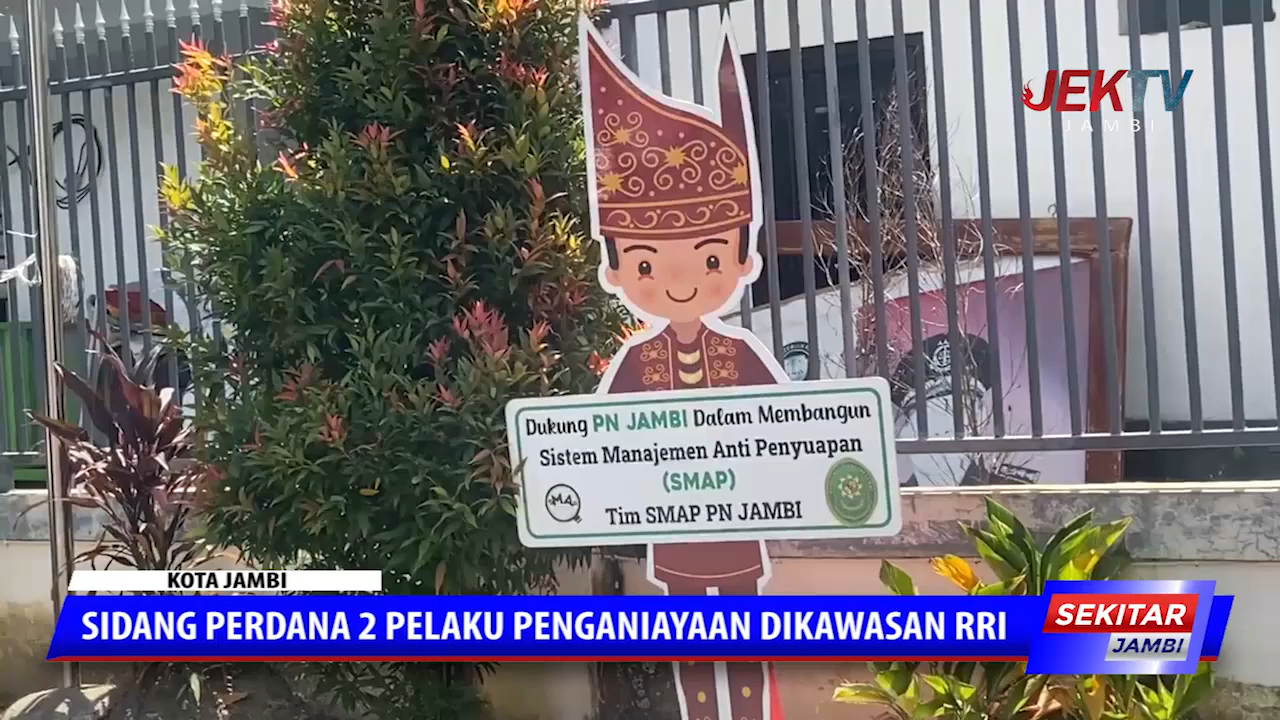 JEKTV
JAMBI
Dukung PN JAMBI Dalam Membangun
Sistem Manajemen Anti Penyuapan
(SMAP)
M.A.
Tim SMAP PN JAMBI
KOTA JAMBI
SIDANG PERDANA 2 PELAKU PENGANIAYAAN DIKAWASAN RRI
SEKITAR
JAMBI